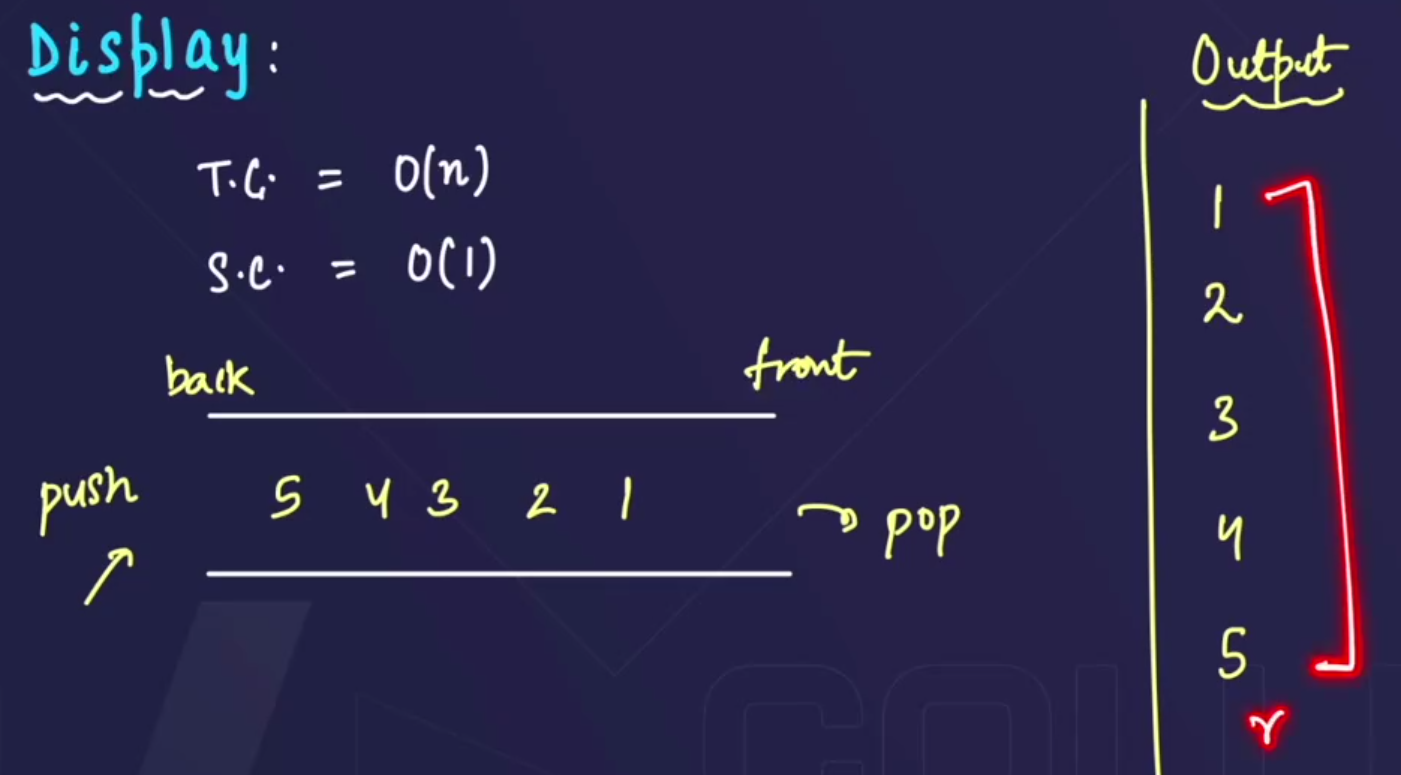 Display:
T.C. = O(n)
S.C. = O(1)
back front
push 5 4 3 2 1 pop
Output
1
2
3
4
5